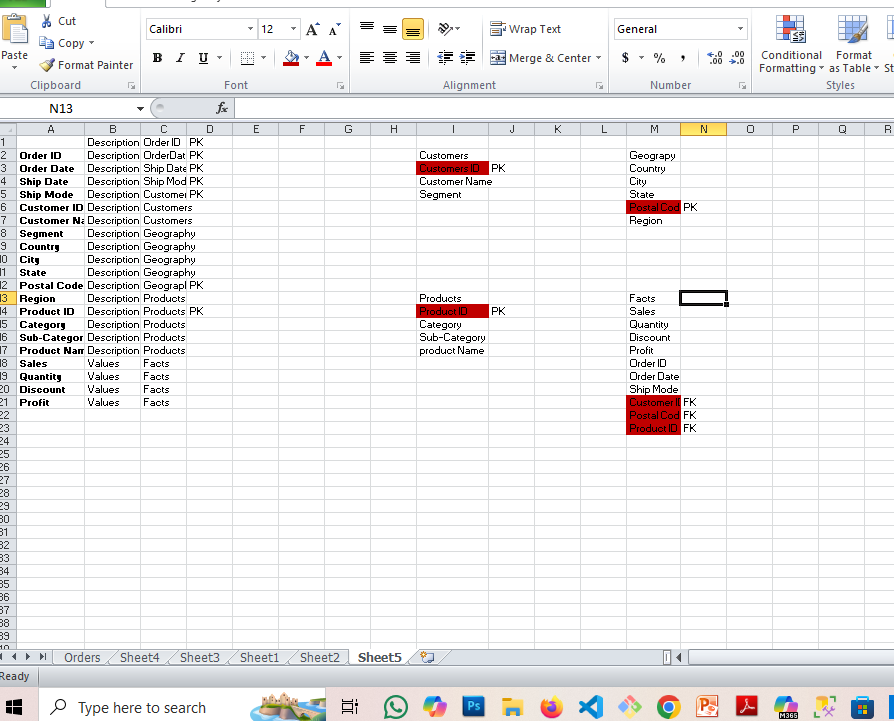 Cut
Copy
Format Painter
Paste
Clipboard
Calibri 12 A A
B I U A
Font
Wrap Text
Merge & Center
Alignment
General
$ % ,
Number
Conditional Formatting
Format as Table
Styles
N13 fx
A B C D E F G H I J K L M N O P Q R
1 Description Order ID PK
2 Order ID Description OrderDat PK Customers Geograpy
3 Order Date Description Ship Date PK Customers ID PK Country
4 Ship Date Description Ship Mod PK Customer Name City
5 Ship Mode Description Custome PK Segment State
6 Customer ID Description Customers Postal Cod PK
7 Customer Na Description Customers Region
8 Segment Description Geography
9 Country Description Geography
10 City Description Geography
11 State Description Geography
12 Postal Code Description Geograpl PK
13 Region Description Products Products Facts
14 Product ID Description Products PK Product ID PK Sales
15 Category Description Products Category Quantity
16 Sub-Categor Description Products Sub-Category Discount
17 Product Nam Description Products product Name Profit
18 Sales Values Facts Order ID
19 Quantity Values Facts Order Date
20 Discount Values Facts Ship Mode
21 Profit Values Facts Customer I FK
22 Postal Cod FK
23 Product ID FK
24
25
26
27
28
29
30
31
32
33
34
35
36
37
38
39
Orders Sheet4 Sheet3 Sheet1 Sheet2 Sheet5
Ready
Type here to search
Ps
M365